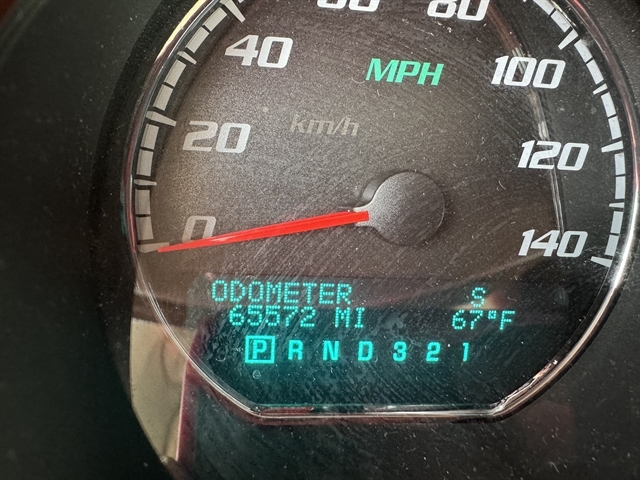 60 80
40 MPH 100
20 km/h 120
0 140
ODOMETER S
65572 MI 67°F
P R N D 3 2 1